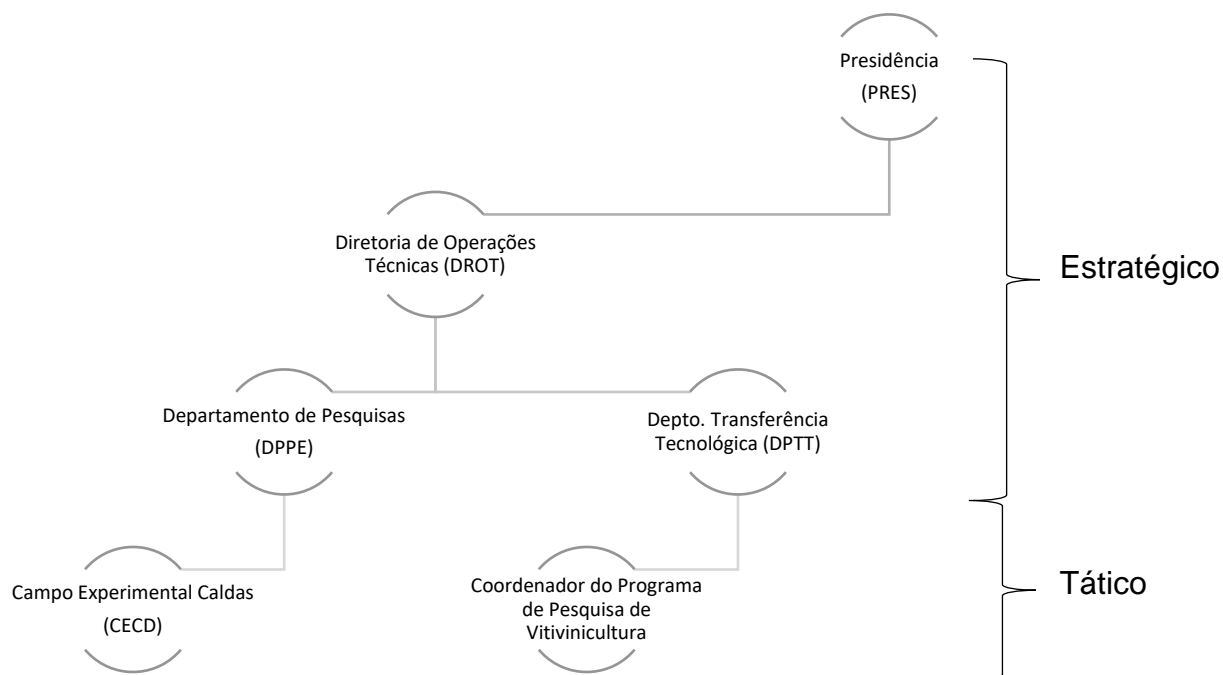 Presidência
(PRES)
Diretoria de Operações
Técnicas (DROT)
Estratégico
Departamento de Pesquisas
(DPPE)
Depto. Transferência
Tecnológica (DPTT)
Campo Experimental Caldas
(CECD)
Coordenador do Programa
de Pesquisa de
Vitivinicultura
Tático